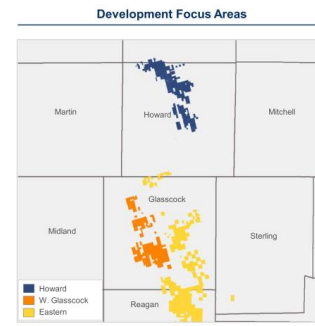 Development Focus Areas
Martin
Howard
Mitchell
Glasscock
Midland
Sterling
Howard
W. Glasscock
Eastern
Reagan